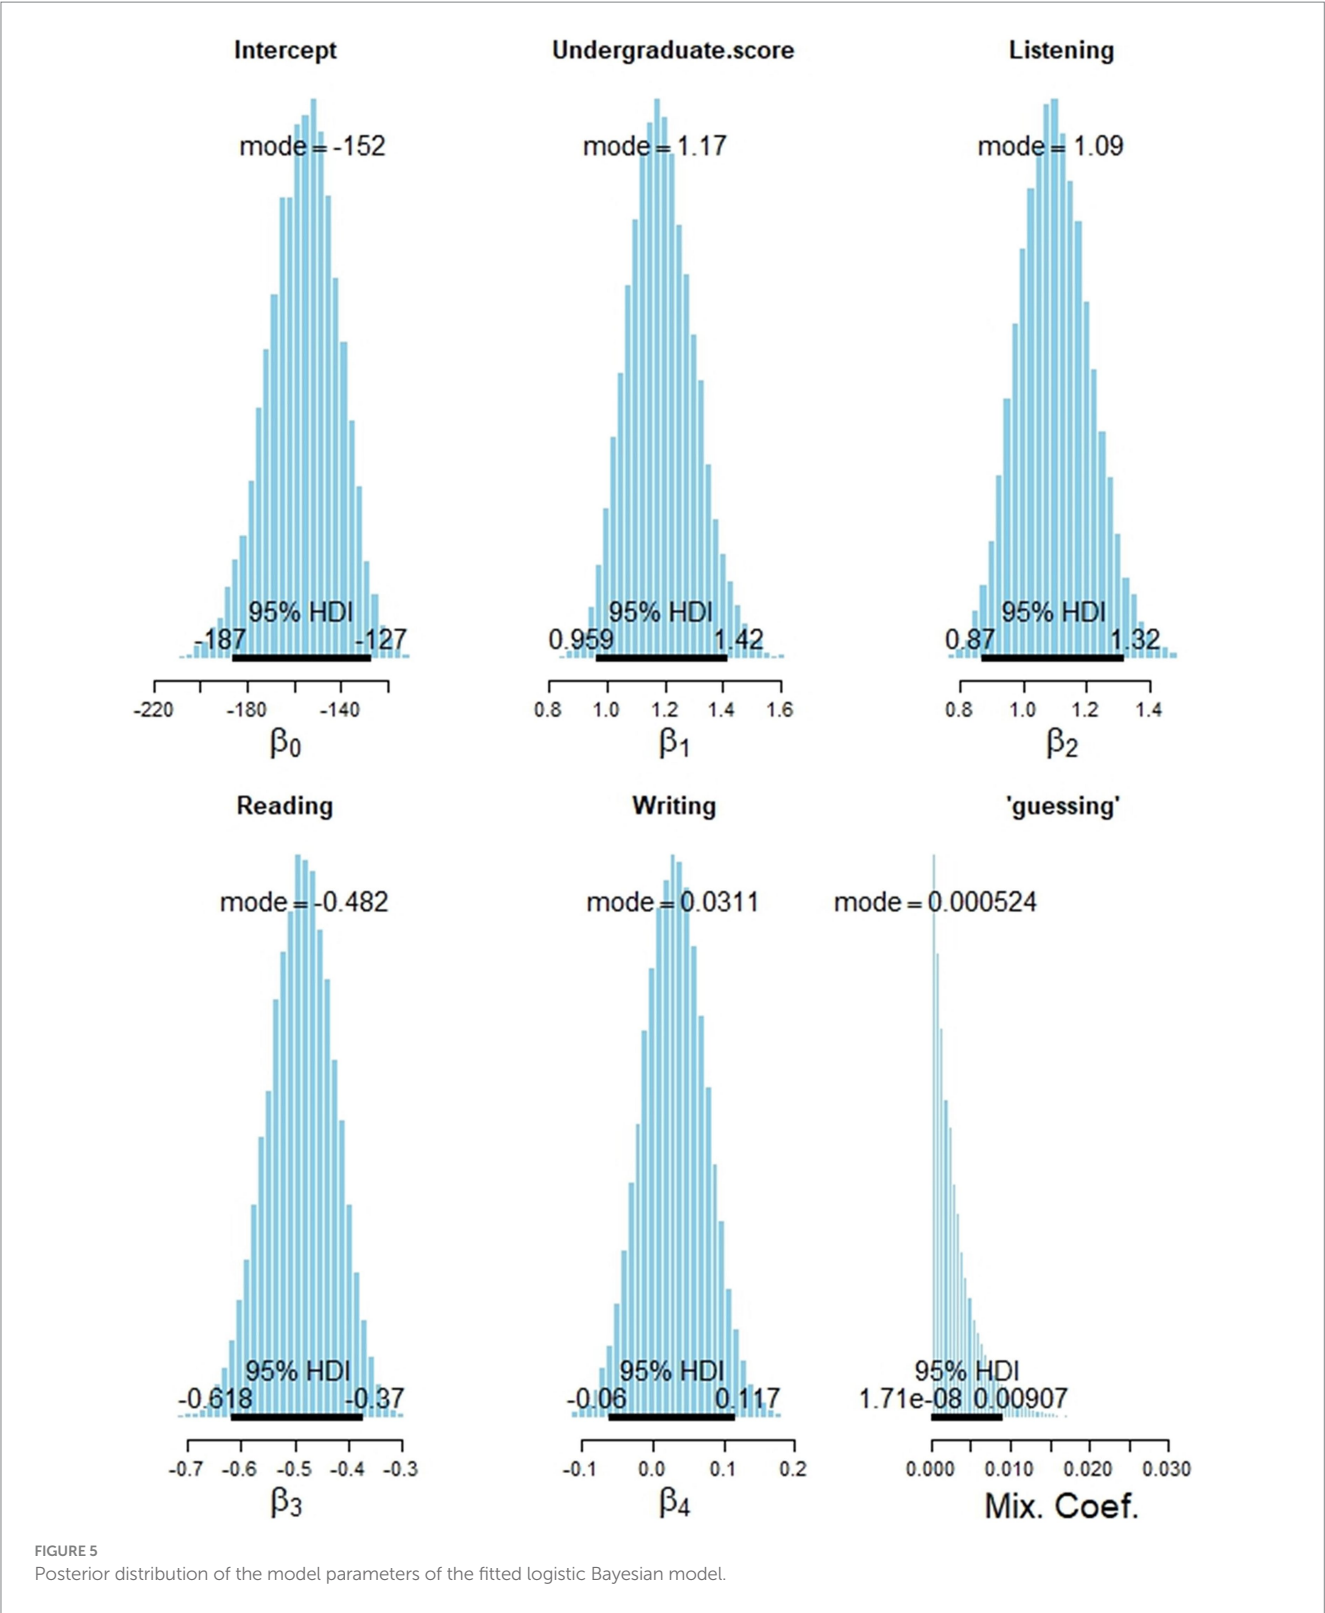 Intercept
Undergraduate.score
Listening
mode = -152
mode = 1.17
mode = 1.09
95% HDI
95% HDI
95% HDI
-187 -127
0.959 1.42
0.87 1.32
-220 -180 -140
0.8 1.0 1.2 1.4 1.6
0.8 1.0 1.2 1.4
β0
β1
β2
Reading
Writing
'guessing'
mode = -0.482
mode = 0.0311
mode = 0.000524
95% HDI
95% HDI
95% HDI
-0.618 -0.37
-0.06 0.117
1.71e-08 0.00907
-0.7 -0.6 -0.5 -0.4 -0.3
-0.1 0.0 0.1 0.2
0.000 0.010 0.020 0.030
β3
β4
Mix. Coef.
FIGURE 5
Posterior distribution of the model parameters of the fitted logistic Bayesian model.